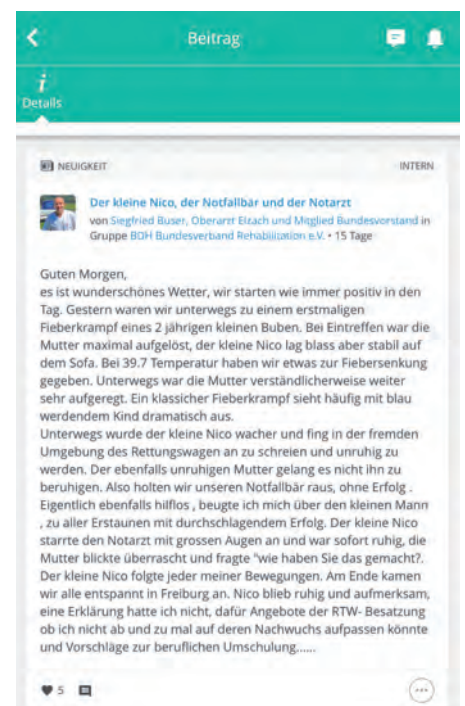 Beitrag
i
Details
NEUIGKEIT INTERN
Der kleine Nico, der Notfallbär und der Notarzt
von Siegfried Buser, Oberarzt Elzach und Mitglied Bundesvorstand in
Gruppe BDH Bundesverband Rehabilitation e.V. • 15 Tage
Guten Morgen,
es ist wunderschönes Wetter, wir starten wie immer positiv in den
Tag. Gestern waren wir unterwegs zu einem erstmaligen
Fieberkrampf eines 2 jährigen kleinen Buben. Bei Eintreffen war die
Mutter maximal aufgelöst, der kleine Nico lag blass aber stabil auf
dem Sofa. Bei 39.7 Temperatur haben wir etwas zur Fiebersenkung
gegeben. Unterwegs war die Mutter verständlicherweise weiter
sehr aufgeregt. Ein klassischer Fieberkrampf sieht häufig mit blau
werdendem Kind dramatisch aus.
Unterwegs wurde der kleine Nico wacher und fing in der fremden
Umgebung des Rettungswagen an zu schreien und unruhig zu
werden. Der ebenfalls unruhigen Mutter gelang es nicht ihn zu
beruhigen. Also holten wir unseren Notfallbär raus, ohne Erfolg .
Eigentlich ebenfalls hilflos , beugte ich mich über den kleinen Mann
, zu aller Erstaunen mit durchschlagendem Erfolg. Der kleine Nico
starrte den Notarzt mit grossen Augen an und war sofort ruhig, die
Mutter blickte überrascht und fragte "wie haben Sie das gemacht?.
Der kleine Nico folgte jeder meiner Bewegungen. Am Ende kamen
wir alle entspannt in Freiburg an. Nico blieb ruhig und aufmerksam,
eine Erklärung hatte ich nicht, dafür Angebote der RTW- Besatzung
ob ich nicht ab und zu mal auf deren Nachwuchs aufpassen könnte
und Vorschläge zur beruflichen Umschulung......
5